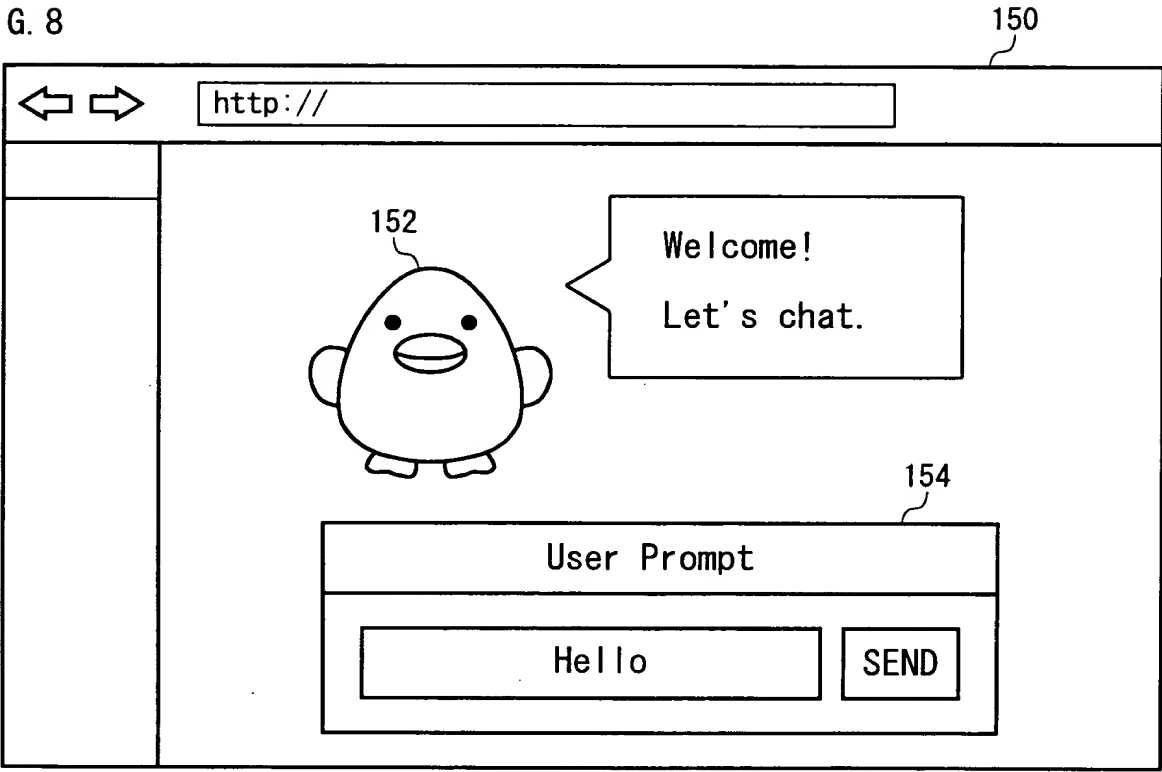 G. 8
150
http://
152
Welcome!
Let's chat.
154
User Prompt
Hello
SEND